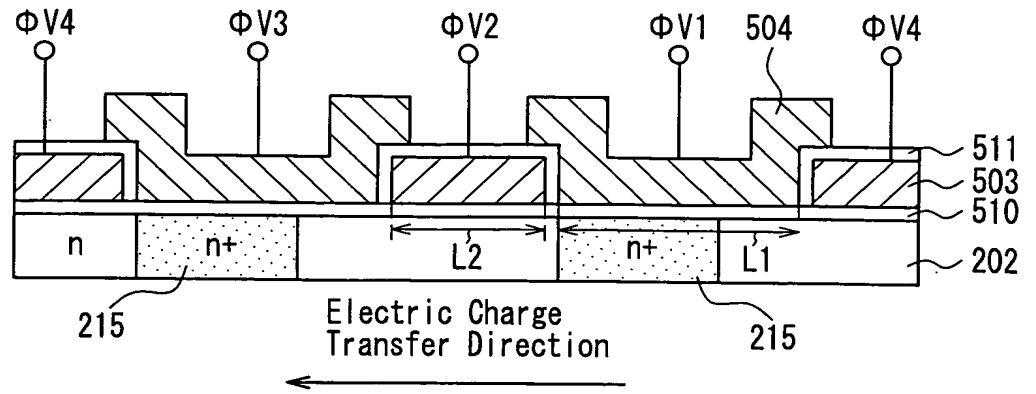 ΦV4 ΦV3 ΦV2 ΦV1 504 ΦV4
511
503
510
n n+ L2 n+ L1 202
215 215
Electric Charge
Transfer Direction